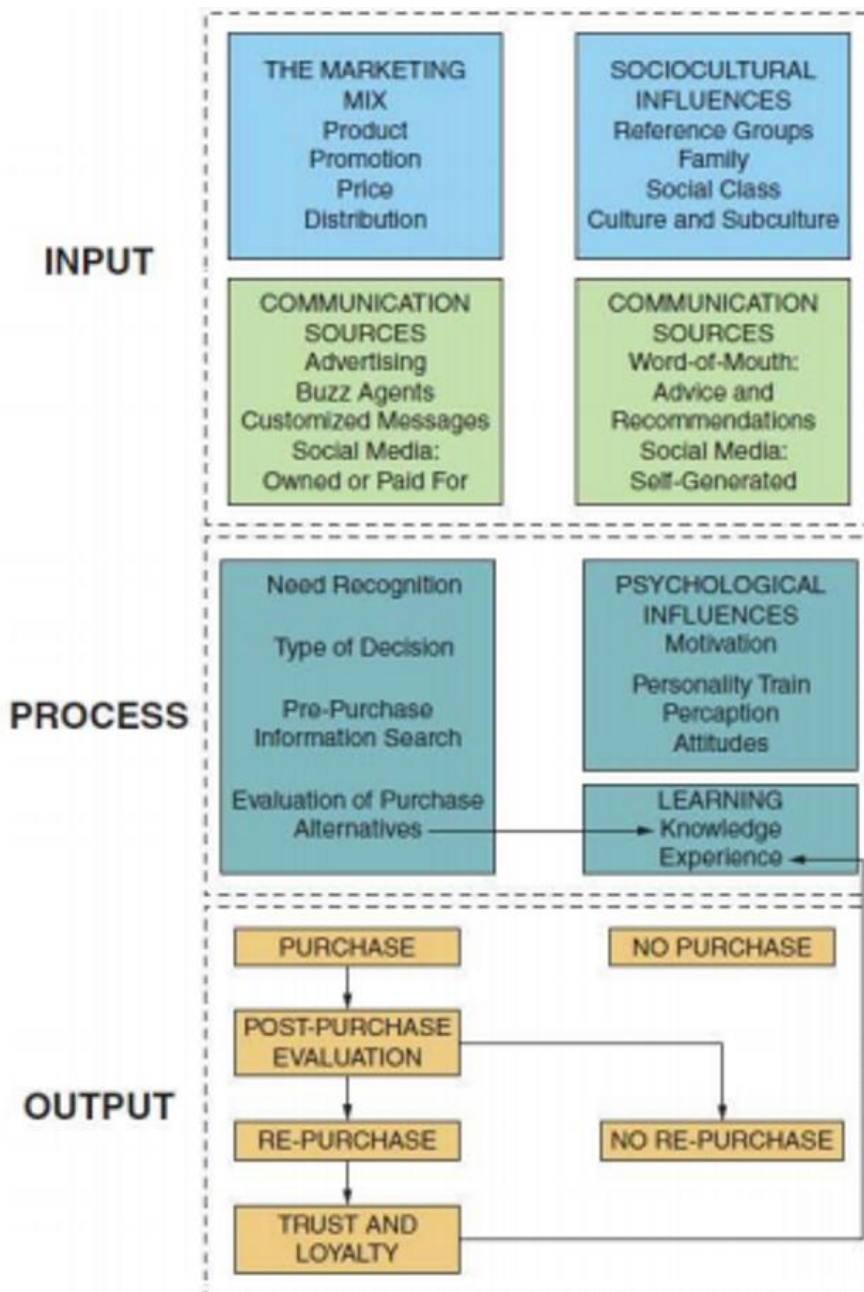 INPUT
THE MARKETING
MIX
Product
Promotion
Price
Distribution
SOCIOCULTURAL
INFLUENCES
Reference Groups
Family
Social Class
Culture and Subculture
COMMUNICATION
SOURCES
Advertising
Buzz Agents
Customized Messages
Social Media:
Owned or Paid For
COMMUNICATION
SOURCES
Word-of-Mouth:
Advice and
Recommendations
Social Media:
Self-Generated
PROCESS
Need Recognition
Type of Decision
Pre-Purchase
Information Search
Evaluation of Purchase
Alternatives
PSYCHOLOGICAL
INFLUENCES
Motivation
Personality Train
Percaption
Attitudes
LEARNING
Knowledge
Experience
OUTPUT
PURCHASE
NO PURCHASE
POST-PURCHASE
EVALUATION
RE-PURCHASE
NO RE-PURCHASE
TRUST AND
LOYALTY